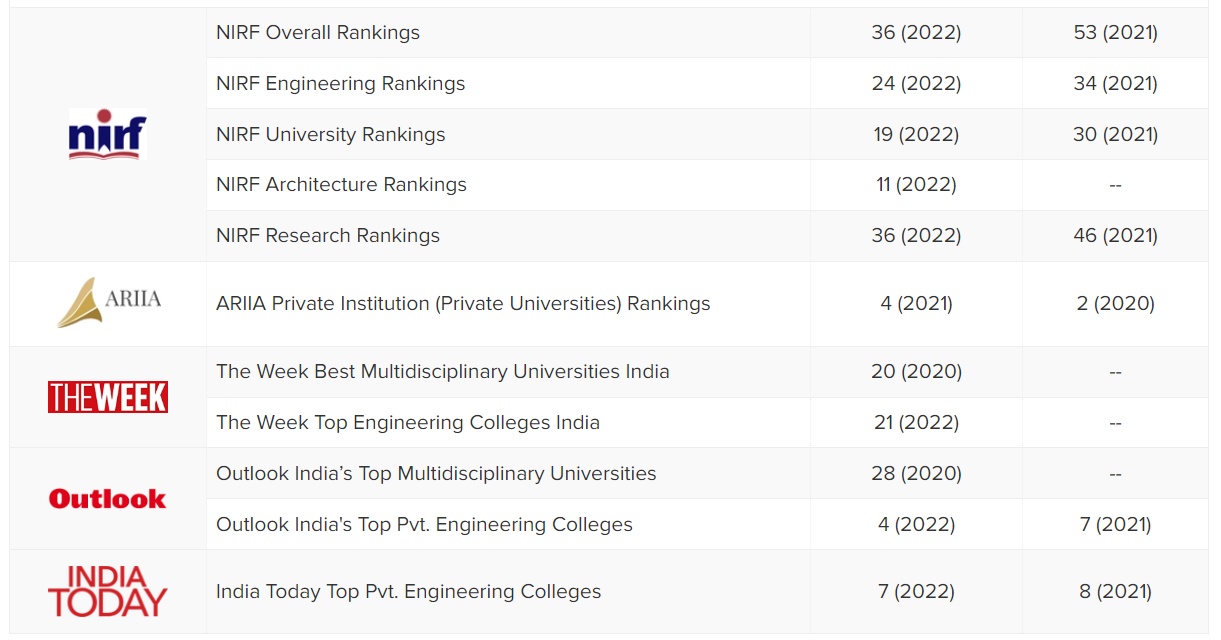 NIRF Overall Rankings 36 (2022) 53 (2021)
NIRF Engineering Rankings 24 (2022) 34 (2021)
nirf
NIRF University Rankings 19 (2022) 30 (2021)
NIRF Architecture Rankings 11 (2022) --
NIRF Research Rankings 36 (2022) 46 (2021)
ARIIA
ARIIA Private Institution (Private Universities) Rankings 4 (2021) 2 (2020)
THE WEEK
The Week Best Multidisciplinary Universities India 20 (2020) --
The Week Top Engineering Colleges India 21 (2022) --
Outlook
Outlook India’s Top Multidisciplinary Universities 28 (2020) --
Outlook India's Top Pvt. Engineering Colleges 4 (2022) 7 (2021)
INDIA
TODAY
India Today Top Pvt. Engineering Colleges 7 (2022) 8 (2021)